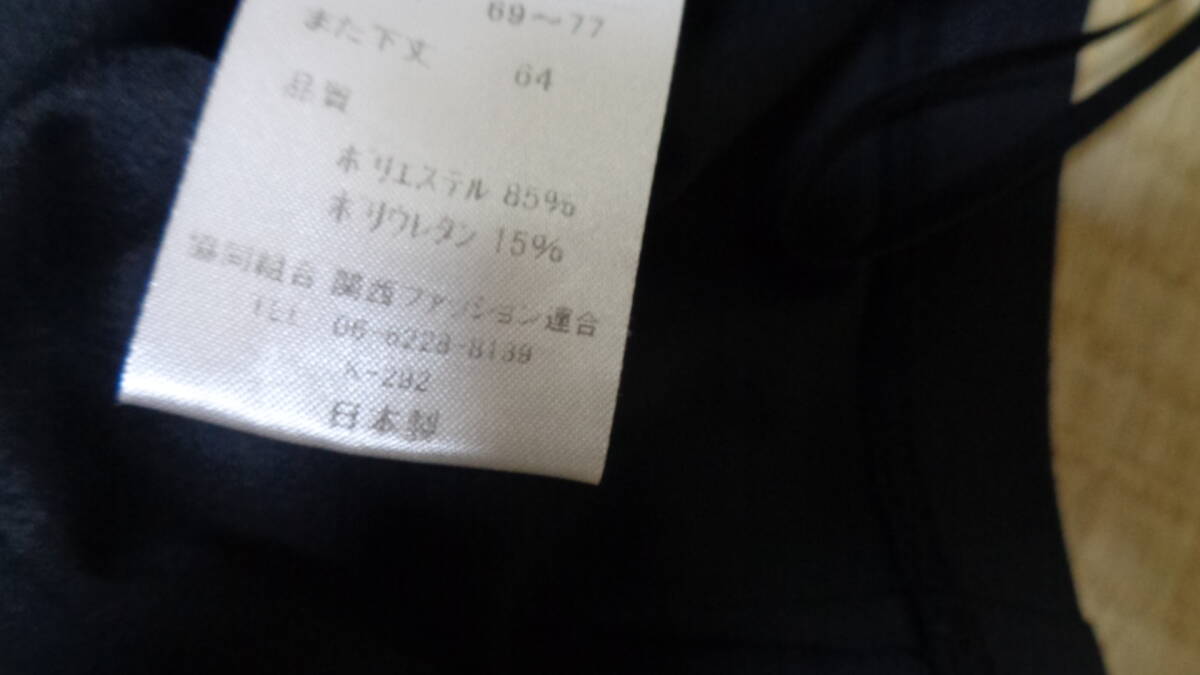 69～77
また下丈 64
品質
ポリエステル 85%
ポリウレタン 15%
協同組合 関西ファッション連合
TEL 06-6228-8139
K-292
日本製